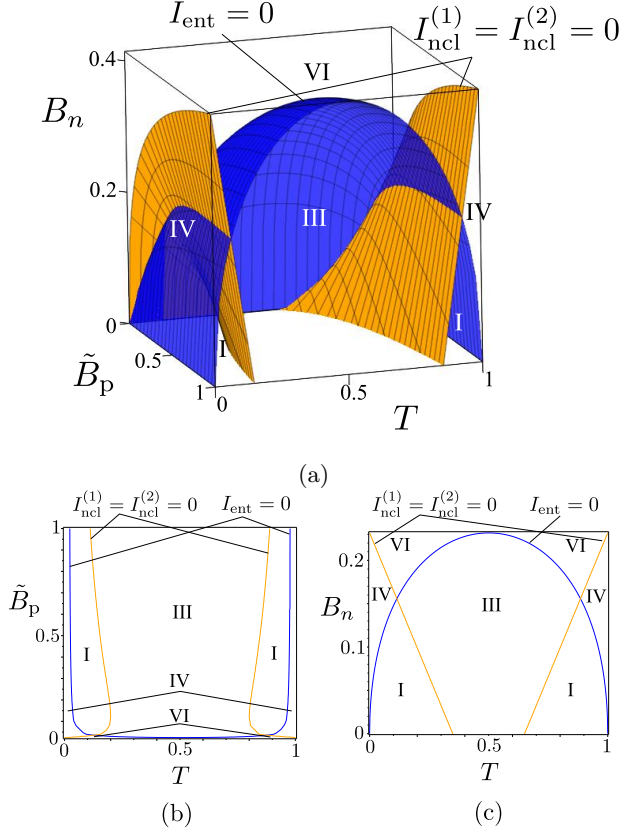 I_ent = 0
I_ncl^(1) = I_ncl^(2) = 0
VI
0.4
B_n
0.2
IV
III
IV
0
I
I
0.5
B̃_p
1
0
0.5
1
T
(a)
I_ncl^(1) = I_ncl^(2) = 0
I_ent = 0
1
B̃_p
0.5
0
III
I
I
IV
VI
0
0.5
1
T
(b)
I_ncl^(1) = I_ncl^(2) = 0
I_ent = 0
VI
VI
0.2
B_n
0.1
0
IV
IV
III
I
I
0
0.5
1
T
(c)